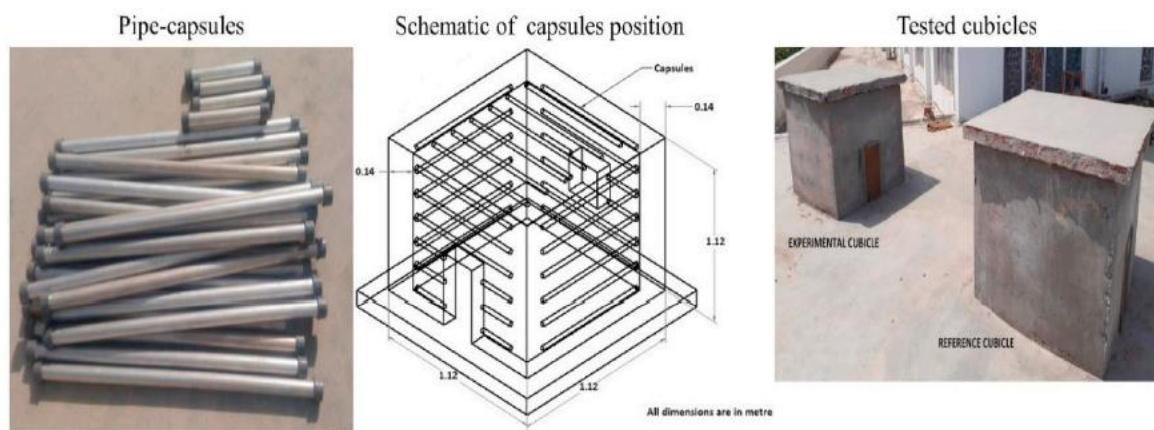 Pipe-capsules
Schematic of capsules position
Tested cubicles
Capsules
0.14
0.14
1.12
1.12
1.12
All dimensions are in metre
EXPERIMENTAL CUBICLE
REFERENCE CUBICLE